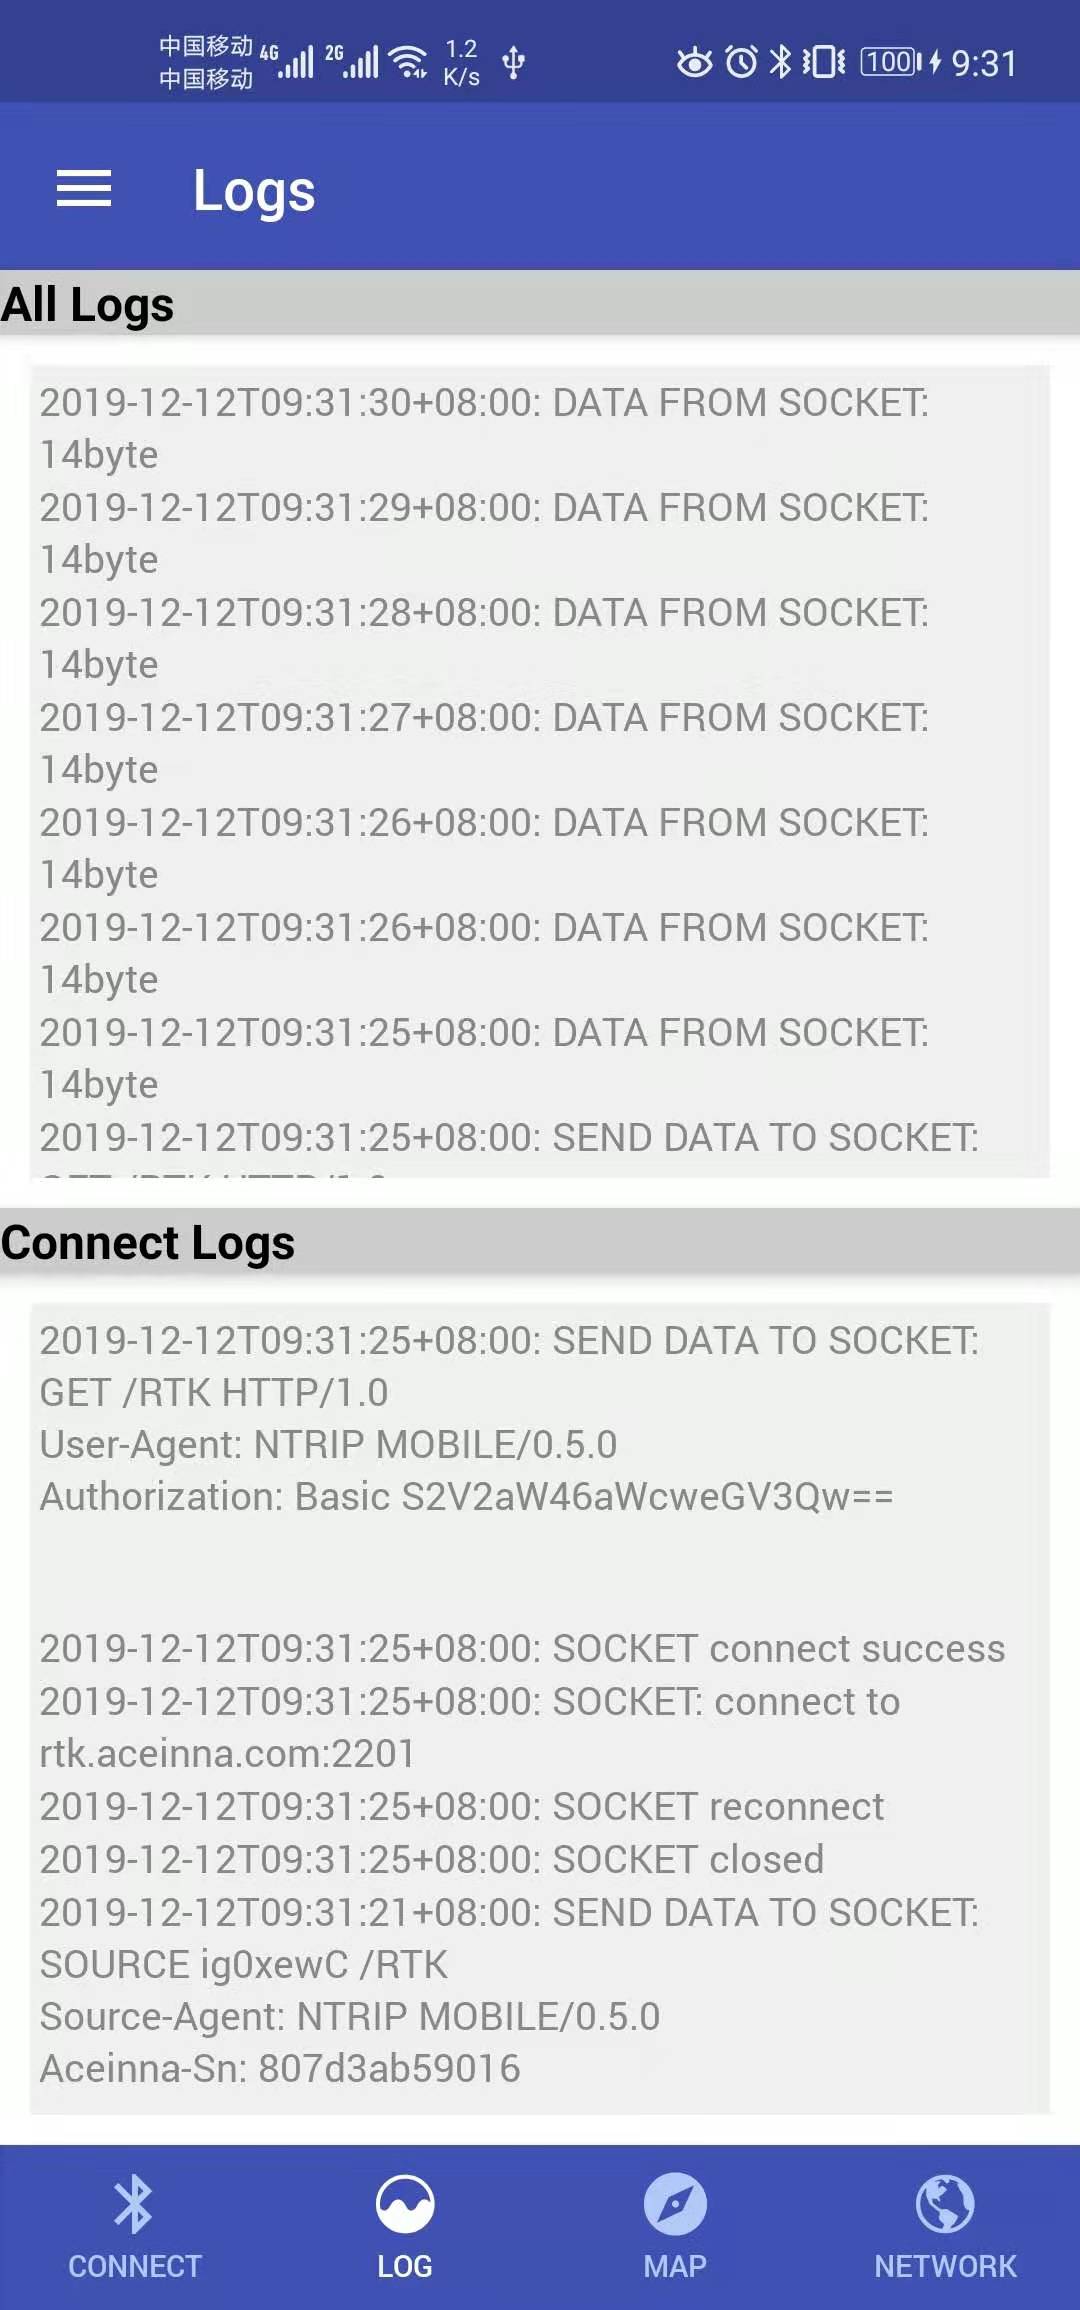 中国移动 4G 2G 1.2 100 9:31
中国移动 K/s
Logs
All Logs
2019-12-12T09:31:30+08:00: DATA FROM SOCKET:
14byte
2019-12-12T09:31:29+08:00: DATA FROM SOCKET:
14byte
2019-12-12T09:31:28+08:00: DATA FROM SOCKET:
14byte
2019-12-12T09:31:27+08:00: DATA FROM SOCKET:
14byte
2019-12-12T09:31:26+08:00: DATA FROM SOCKET:
14byte
2019-12-12T09:31:26+08:00: DATA FROM SOCKET:
14byte
2019-12-12T09:31:25+08:00: DATA FROM SOCKET:
14byte
2019-12-12T09:31:25+08:00: SEND DATA TO SOCKET:
GET /RTK HTTP/1.0
Connect Logs
2019-12-12T09:31:25+08:00: SEND DATA TO SOCKET:
GET /RTK HTTP/1.0
User-Agent: NTRIP MOBILE/0.5.0
Authorization: Basic S2V2aW46aWcweGV3Qw==
2019-12-12T09:31:25+08:00: SOCKET connect success
2019-12-12T09:31:25+08:00: SOCKET: connect to
rtk.aceinna.com:2201
2019-12-12T09:31:25+08:00: SOCKET reconnect
2019-12-12T09:31:25+08:00: SOCKET closed
2019-12-12T09:31:21+08:00: SEND DATA TO SOCKET:
SOURCE ig0xewC /RTK
Source-Agent: NTRIP MOBILE/0.5.0
Aceinna-Sn: 807d3ab59016
CONNECT LOG MAP NETWORK